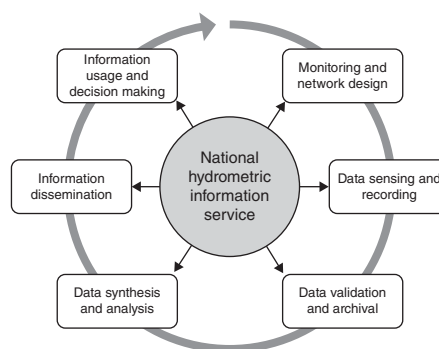 Information
usage and
decision making
Monitoring and
network design
National
hydrometric
information
service
Information
dissemination
Data sensing and
recording
Data synthesis
and analysis
Data validation
and archival